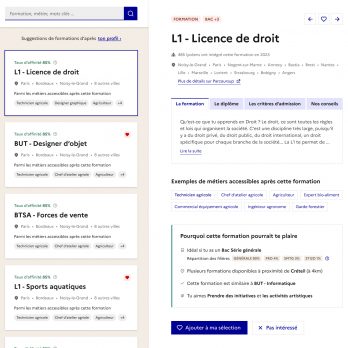 Formation, métier, mots clés ...
Suggestions de formations d'après ton profil ›
Taux d'affinité 85%
L1 - Licence de droit
Paris • Bordeaux • Noisy-le-Grand • 8 autres villes
Parmi les métiers accessibles après cette formation
Technicien agricole Designer graphique Agriculteur +4
Taux d'affinité 85%
BUT - Designer d'objet
Paris • Bordeaux • Noisy-le-Grand • 8 autres villes
Parmi les métiers accessibles après cette formation
Technicien agricole Chef d'atelier agricole Agriculteur +4
Taux d'affinité 85%
BTSA - Forces de vente
Paris • Bordeaux • Noisy-le-Grand • 8 autres villes
Parmi les métiers accessibles après cette formation
Technicien agricole Chef d'atelier agricole Agriculteur +4
Taux d'affinité 85%
L1 - Sports aquatiques
Paris • Bordeaux • Noisy-le-Grand • 8 autres villes
Parmi les métiers accessibles après cette formation
Technicien agricole Chef d'atelier agricole Agriculteur +4
FORMATION BAC +3
L1 - Licence de droit
lycéens ont intégré cette formation en 2023
Noisy-le-Grand • Paris • Nogent-sur-Marne • Annecy • Bastia • Brest • Nantes •
Lille • Marseille • Lorient • Strasbourg • Bobigny • Angers
Plus de détails sur Parcoursup
La formation Le diplôme Les critères d'admission Nos conseils
Qu'est-ce que tu apprends en Droit ? Le droit, ce sont toutes les règles
et lois qui organisent la société. C'est une discipline très large, puisqu'il
y a du droit privé, du droit public, du droit international, un droit
spécifique pour chaque branche de la société... La L1 te permet de ...
Lire la suite
Exemples de métiers accessibles après cette formation
Technicien agricole Chef d'atelier agricole Agriculteur Expert bio-aliment
Commercial équipement agricole Ingénieur agronome Garde forestier
Pourquoi cette formation pourrait te plaire
Idéal si tu as un Bac Série générale
Répartition des filières
Plusieurs formations disponibles à proximité de Créteil (à 4km)
Cette formation est similaire à BUT - Informatique
Tu aimes Prendre des initiatives et les activités artistiques
Ajouter à ma sélection
Pas intéressé